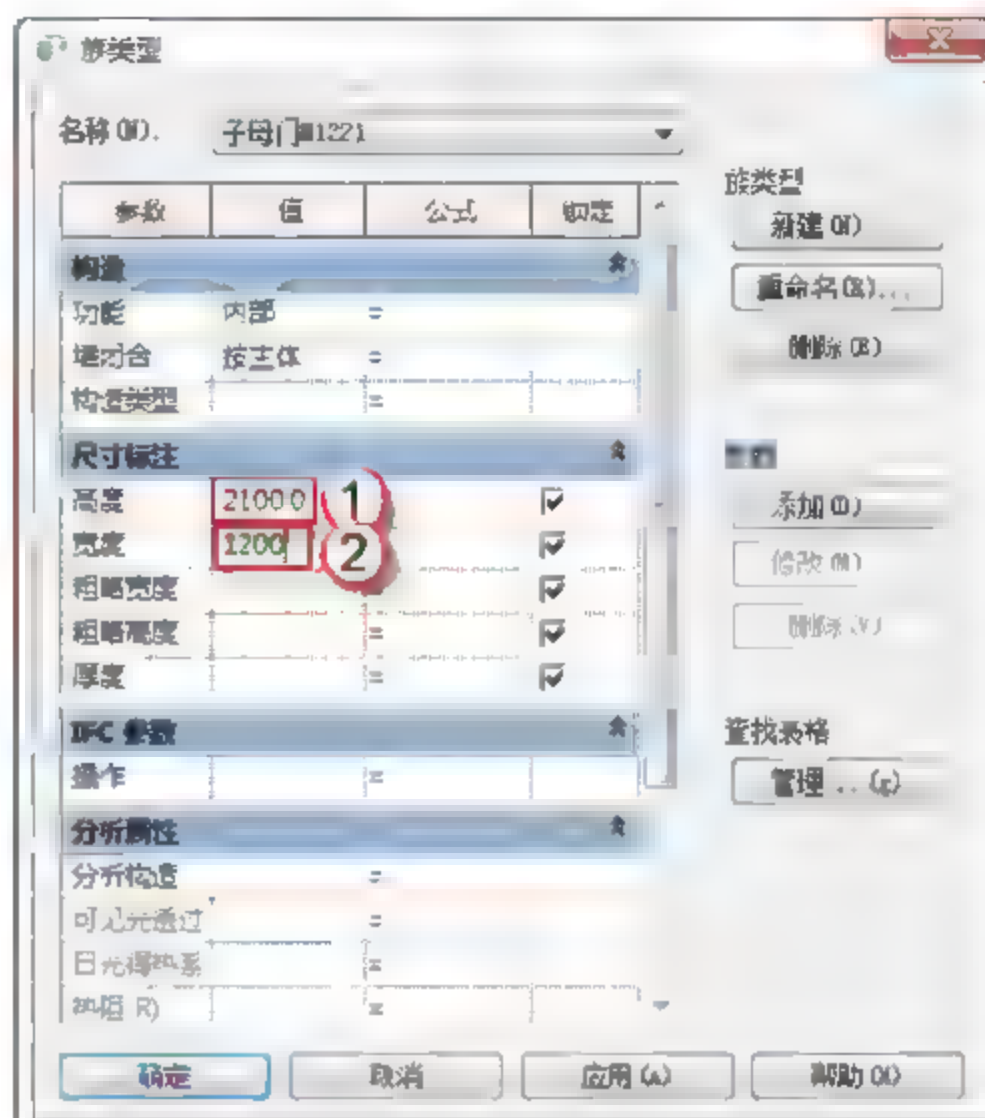 族类型
名称(N):
子母门M1221
族类型
参数 值 公式 锁定
新建(N)
构造
重命名(R)...
功能 内部 =
删除(E)
墙闭合 按主体 =
构造类型 =
尺寸标注
高度 2100.0 1
添加(D)
宽度 1200 2
修改(M)
粗略宽度
粗略高度 =
删除(V)
厚度 =
IFC 参数
查找表格
操作 =
管理...(G)
分析属性
分析构造 =
可见光透过 =
日光得热系 =
热阻(R) =
确定 取消 应用(A) 帮助(H)